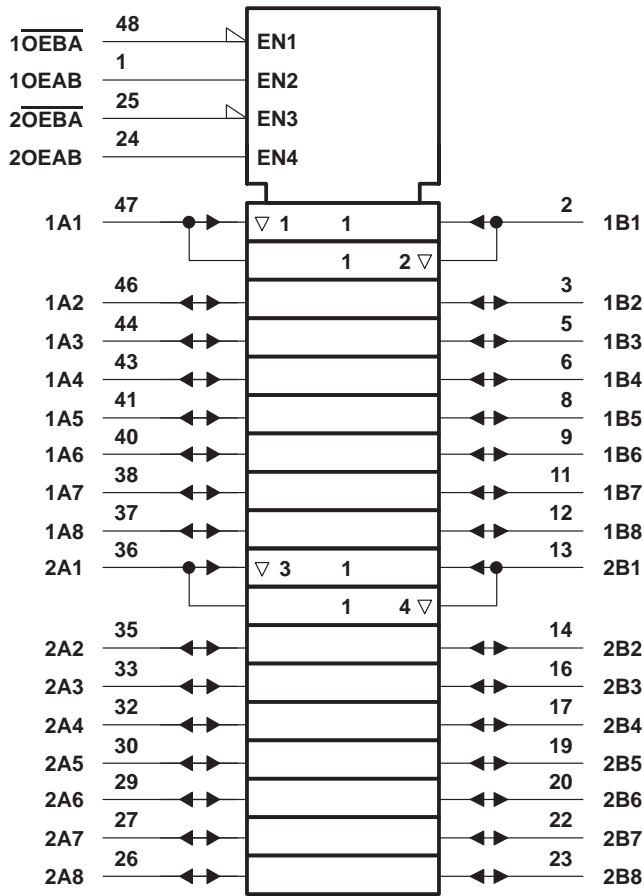 48
1OEBA EN1
1
1OEAB EN2
25
2OEBA EN3
24
2OEAB EN4
47 2
1A1 ▽ 1 1 1B1
1 2 ▽
46 3
1A2 1B2
44 5
1A3 1B3
43 6
1A4 1B4
41 8
1A5 1B5
40 9
1A6 1B6
38 11
1A7 1B7
37 12
1A8 1B8
36 13
2A1 ▽ 3 1 2B1
1 4 ▽
35 14
2A2 2B2
33 16
2A3 2B3
32 17
2A4 2B4
30 19
2A5 2B5
29 20
2A6 2B6
27 22
2A7 2B7
26 23
2A8 2B8